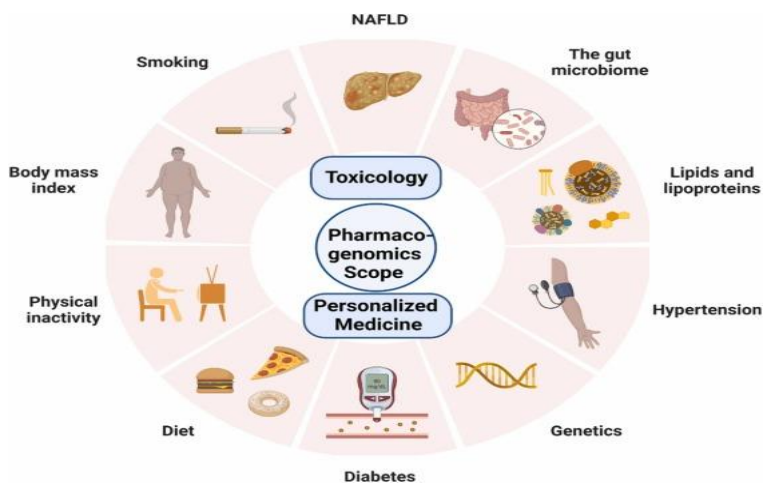 NAFLD
Smoking
The gut
microbiome
Body mass
index
Toxicology
Lipids and
lipoproteins
Pharmaco-
genomics
Scope
Physical
inactivity
Personalized
Medicine
Hypertension
Diet
Genetics
Diabetes